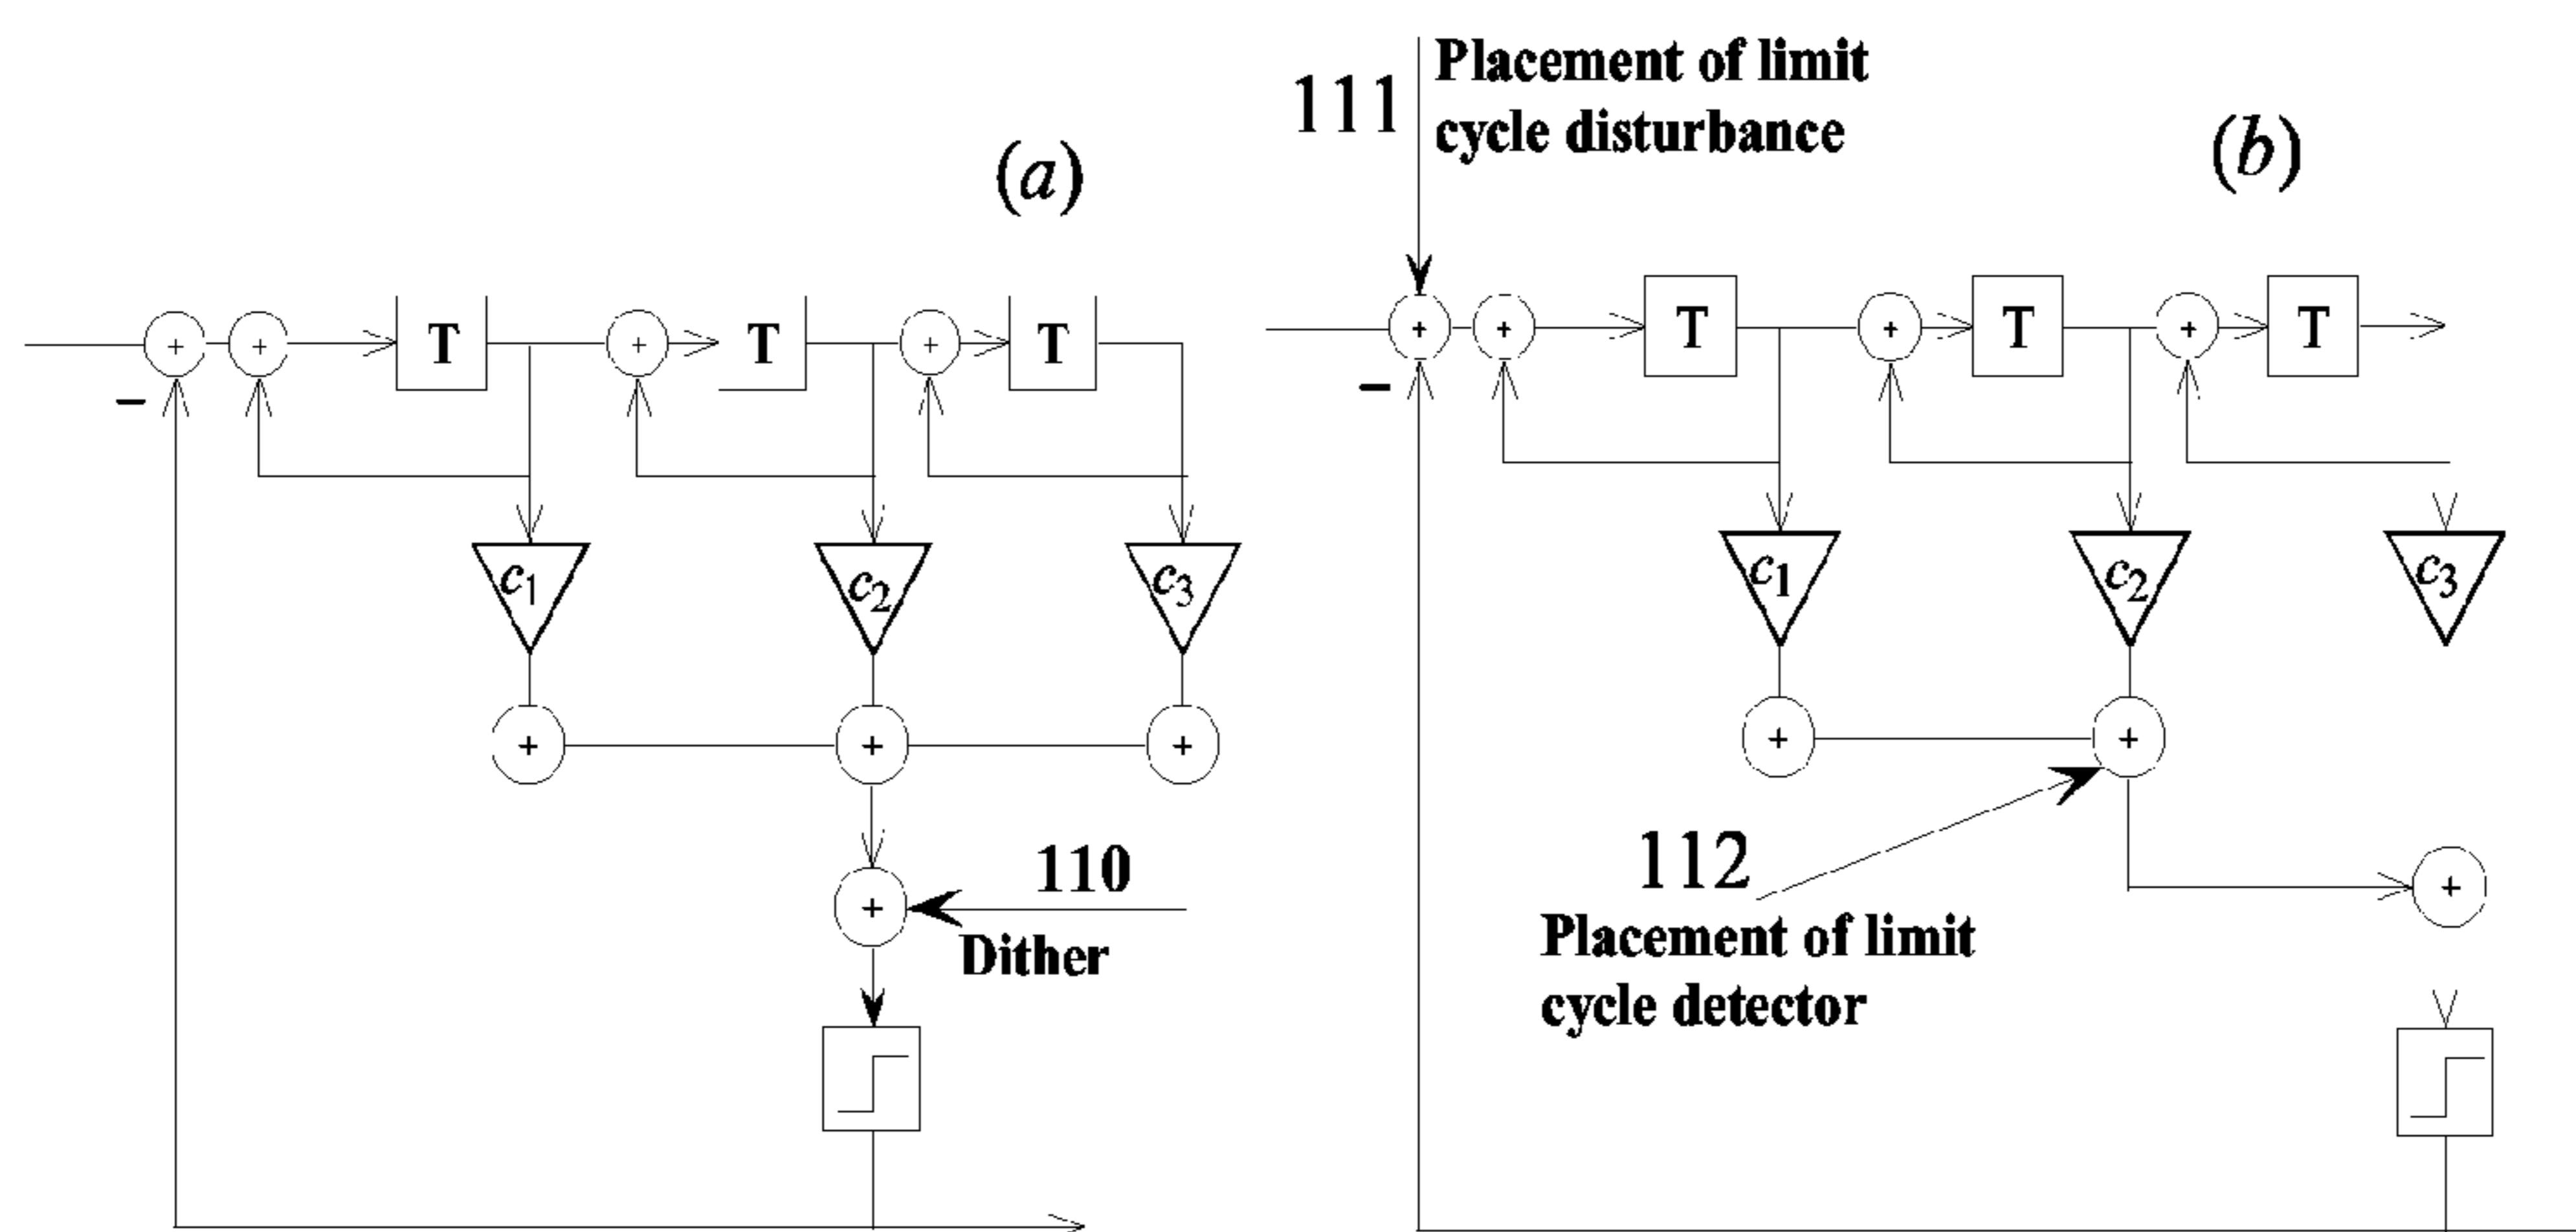 (a)
+ + T + T + T
–
c1 c2 c3
+ + +
110
+
Dither
111
Placement of limit
cycle disturbance
(b)
+ + T + T + T
–
c1 c2 c3
+ +
112
Placement of limit
cycle detector
+